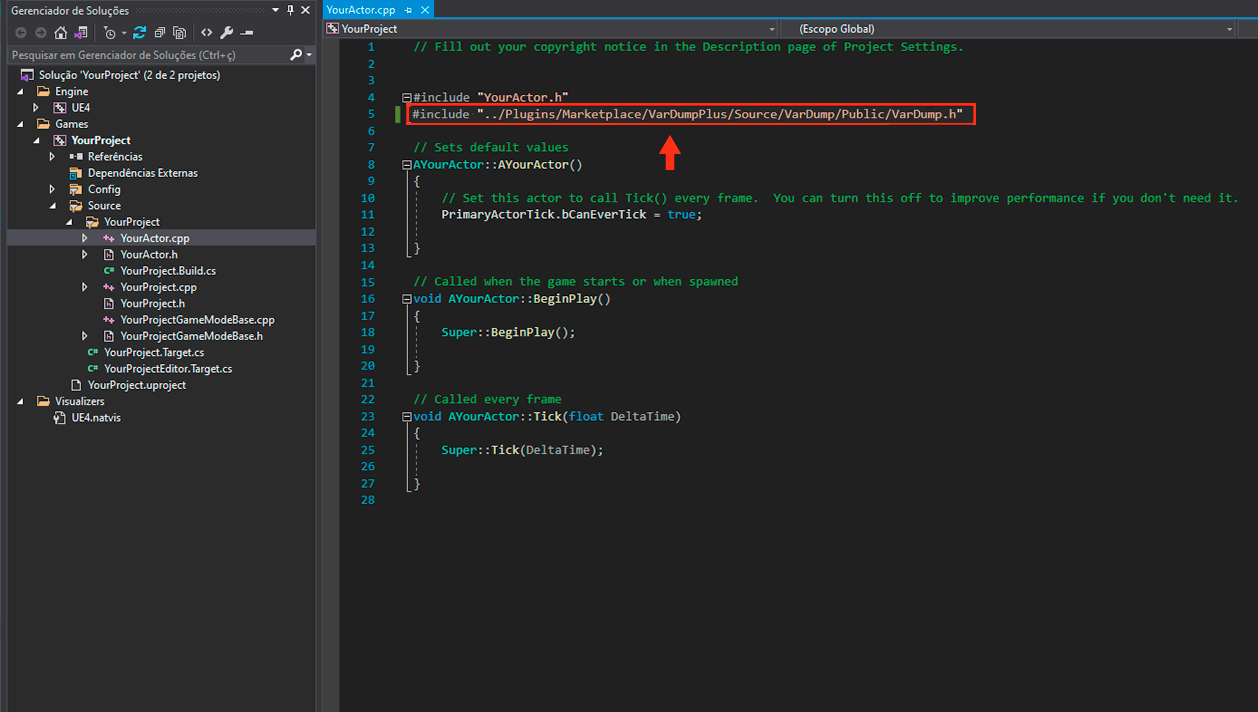 Gerenciador de Soluções
Pesquisar em Gerenciador de Soluções (Ctrl+ç)
Solução 'YourProject' (2 de 2 projetos)
Engine
UE4
Games
YourProject
Referências
Dependências Externas
Config
Source
YourProject
YourActor.cpp
YourActor.h
YourProject.Build.cs
YourProject.cpp
YourProject.h
YourProjectGameModeBase.cpp
YourProjectGameModeBase.h
YourProject.Target.cs
YourProjectEditor.Target.cs
YourProject.uproject
Visualizers
UE4.natvis
YourActor.cpp
YourProject (Escopo Global)
1 // Fill out your copyright notice in the Description page of Project Settings.
2
3
4 #include "YourActor.h"
5 #include "../Plugins/Marketplace/VarDumpPlus/Source/VarDump/Public/VarDump.h"
6
7 // Sets default values
8 AYourActor::AYourActor()
9 {
10 // Set this actor to call Tick() every frame.  You can turn this off to improve performance if you don't need it.
11 PrimaryActorTick.bCanEverTick = true;
12
13 }
14
15 // Called when the game starts or when spawned
16 void AYourActor::BeginPlay()
17 {
18 Super::BeginPlay();
19
20 }
21
22 // Called every frame
23 void AYourActor::Tick(float DeltaTime)
24 {
25 Super::Tick(DeltaTime);
26
27 }
28